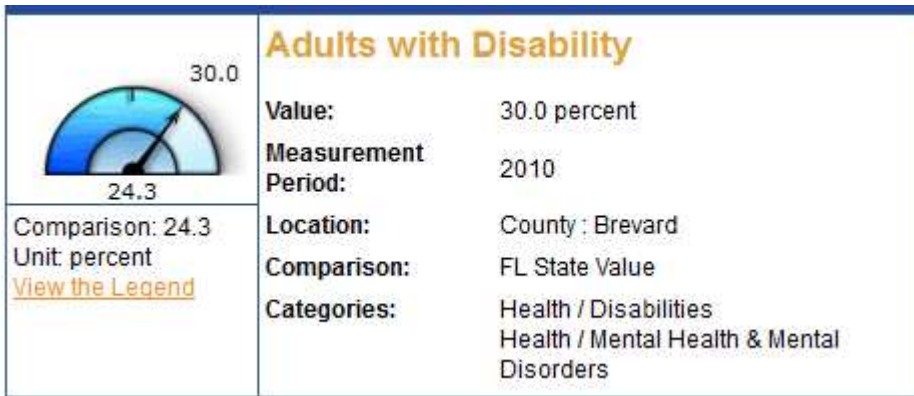 30.0
24.3
Comparison: 24.3
Unit: percent
View the Legend
Adults with Disability
Value: 30.0 percent
Measurement Period: 2010
Location: County : Brevard
Comparison: FL State Value
Categories: Health / Disabilities
Health / Mental Health & Mental
Disorders